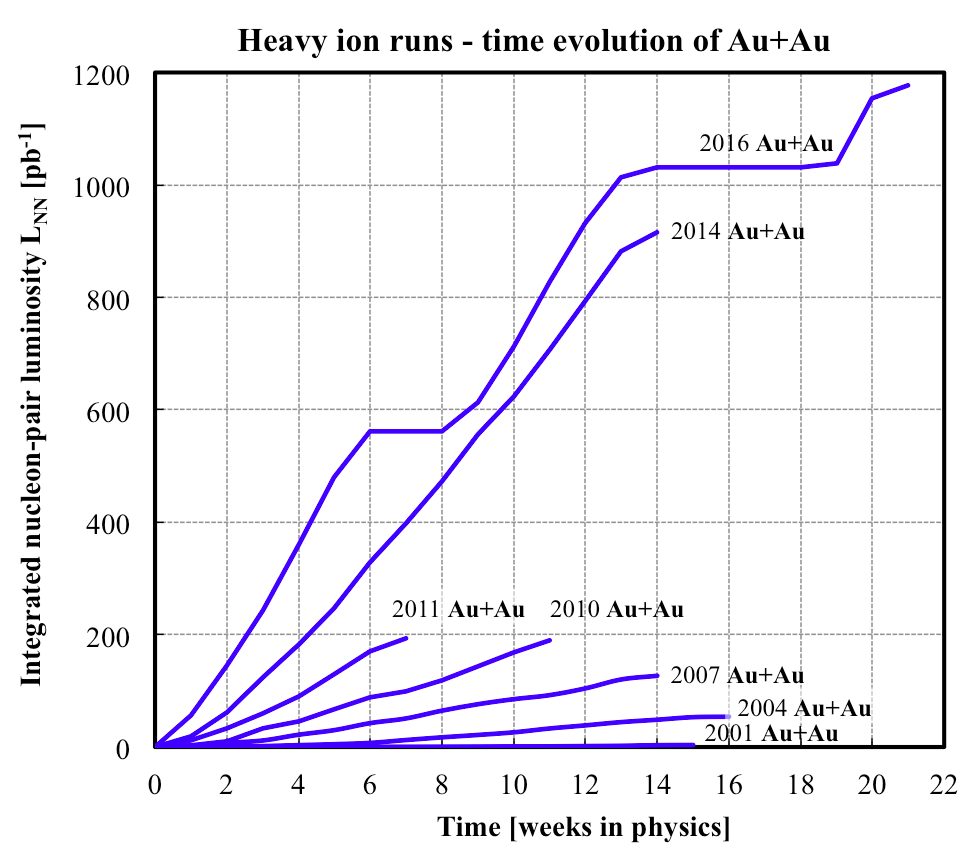 Heavy ion runs - time evolution of Au+Au
Integrated nucleon-pair luminosity L_NN [pb⁻¹]
1200
1000
800
600
400
200
0
2016 Au+Au
2014 Au+Au
2011 Au+Au
2010 Au+Au
2007 Au+Au
2004 Au+Au
2001 Au+Au
0 2 4 6 8 10 12 14 16 18 20 22
Time [weeks in physics]